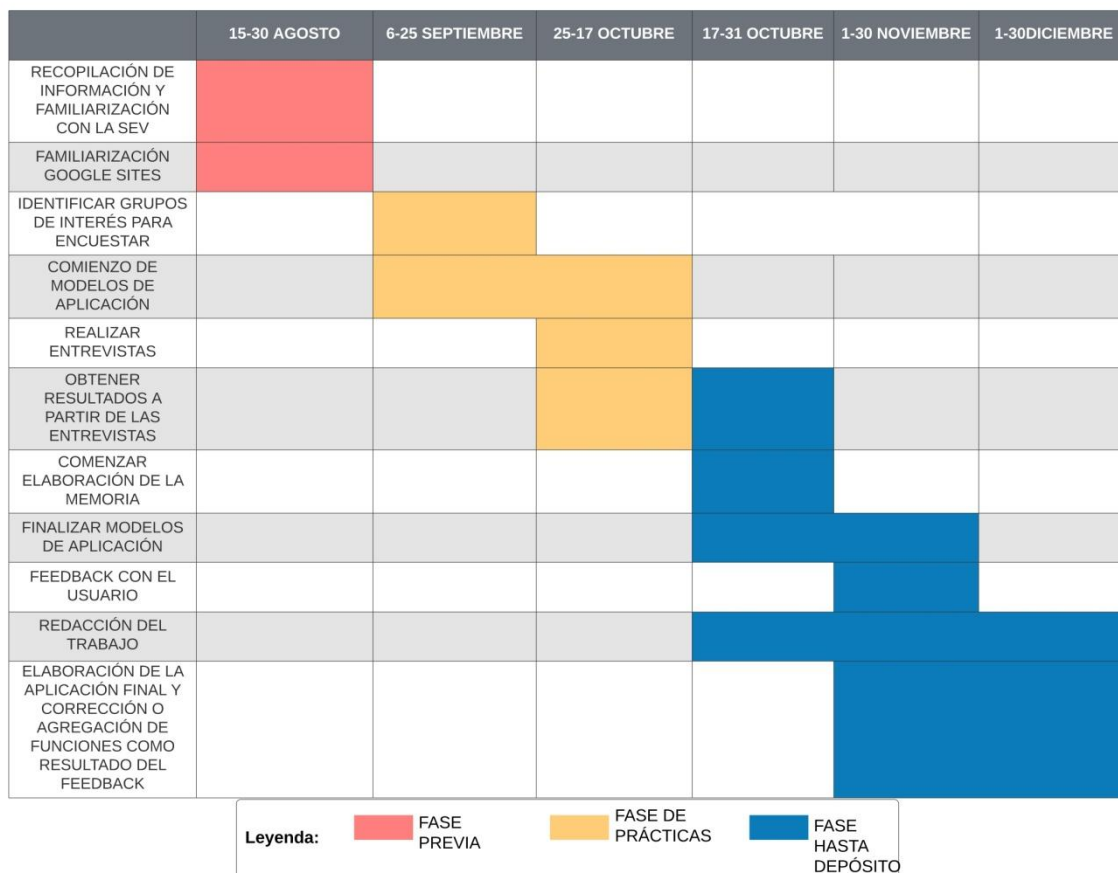 15-30 AGOSTO 6-25 SEPTIEMBRE 25-17 OCTUBRE 17-31 OCTUBRE 1-30 NOVIEMBRE 1-30DICIEMBRE
RECOPILACIÓN DE
INFORMACIÓN Y
FAMILIARIZACIÓN
CON LA SEV
FAMILIARIZACIÓN
GOOGLE SITES
IDENTIFICAR GRUPOS
DE INTERÉS PARA
ENCUESTAR
COMIENZO DE
MODELOS DE
APLICACIÓN
REALIZAR
ENTREVISTAS
OBTENER
RESULTADOS A
PARTIR DE LAS
ENTREVISTAS
COMENZAR
ELABORACIÓN DE LA
MEMORIA
FINALIZAR MODELOS
DE APLICACIÓN
FEEDBACK CON EL
USUARIO
REDACCIÓN DEL
TRABAJO
ELABORACIÓN DE LA
APLICACIÓN FINAL Y
CORRECCIÓN O
AGREGACIÓN DE
FUNCIONES COMO
RESULTADO DEL
FEEDBACK
Leyenda:
FASE
PREVIA
FASE DE
PRÁCTICAS
FASE
HASTA
DEPÓSITO